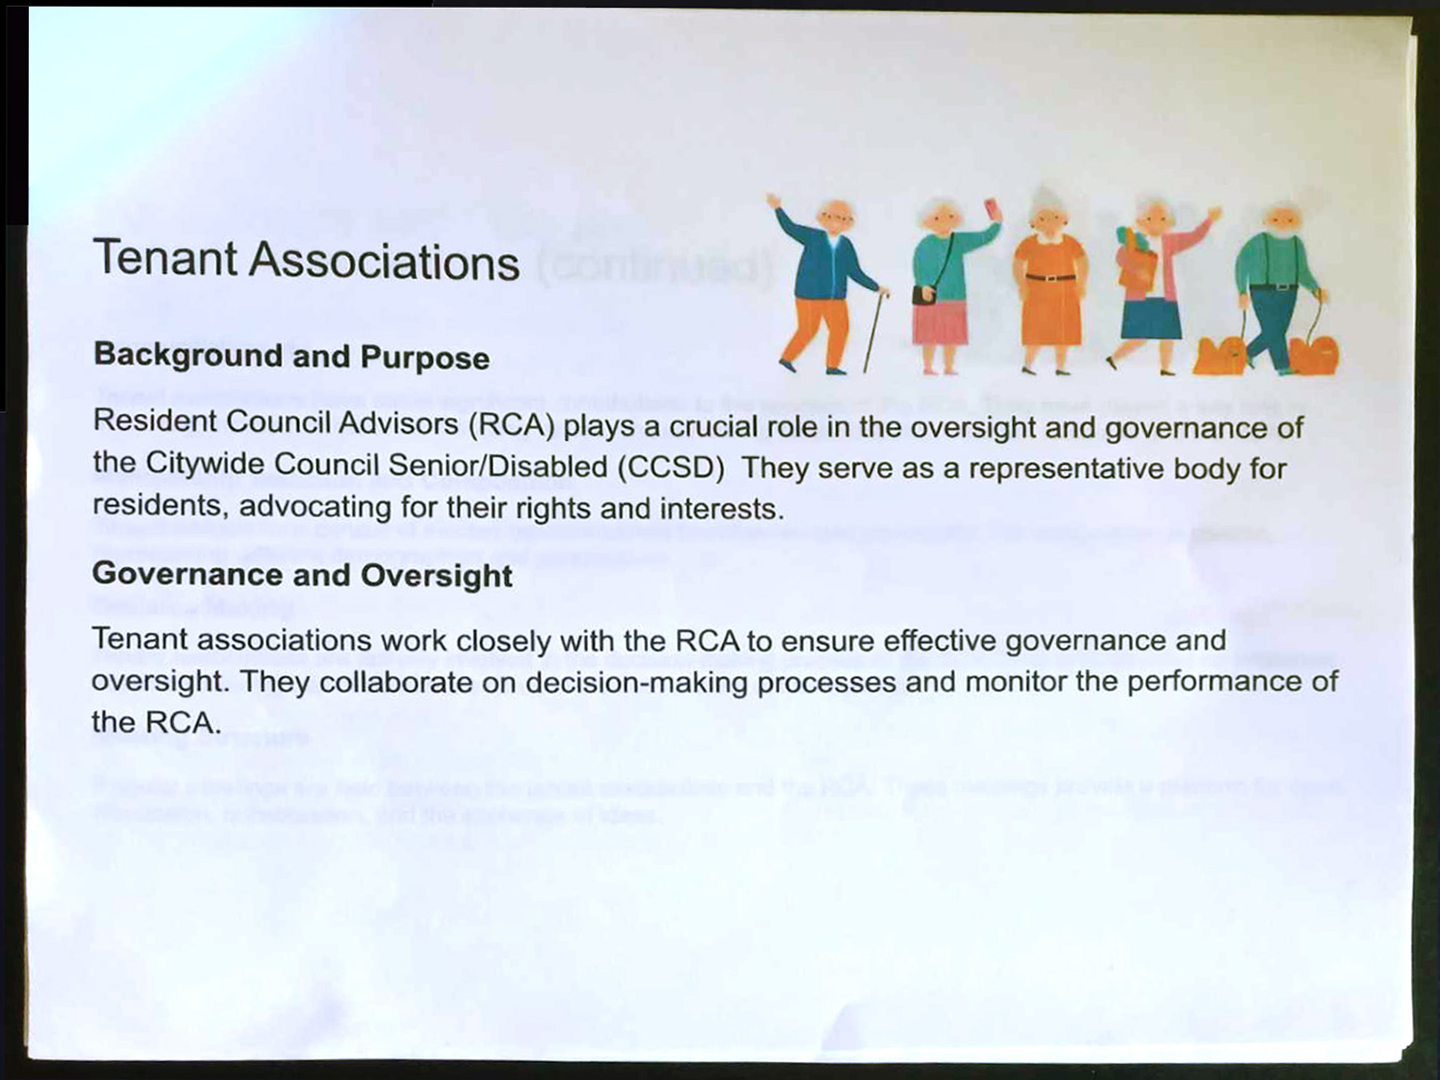 Tenant Associations (continued)
Background and Purpose
Resident Council Advisors (RCA) plays a crucial role in the oversight and governance of
the Citywide Council Senior/Disabled (CCSD) They serve as a representative body for
residents, advocating for their rights and interests.
Governance and Oversight
Tenant associations work closely with the RCA to ensure effective governance and
oversight. They collaborate on decision-making processes and monitor the performance of
the RCA.